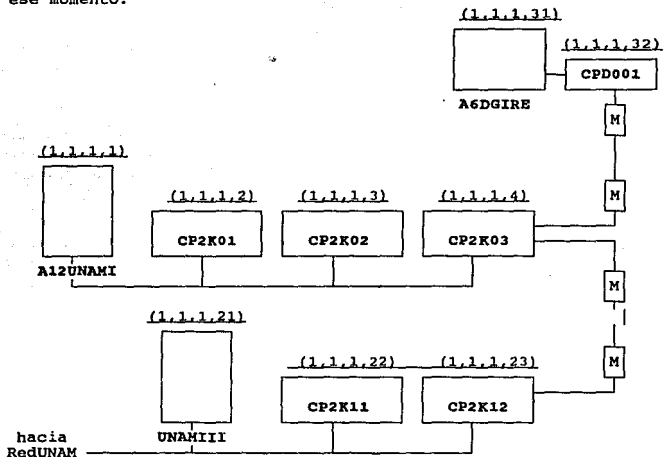 ese momento.
(1,1,1,31)
(1,1,1,32)
CPD001
A6DGIRE
M
(1,1,1,1)
M
(1,1,1,2) (1,1,1,3) (1,1,1,4)
CP2K01 CP2K02 CP2K03
A12UNAMI
M
(1,1,1,21)
(1,1,1,22) (1,1,1,23)
M
CP2K11 CP2K12
UNAMIII
hacia
RedUNAM